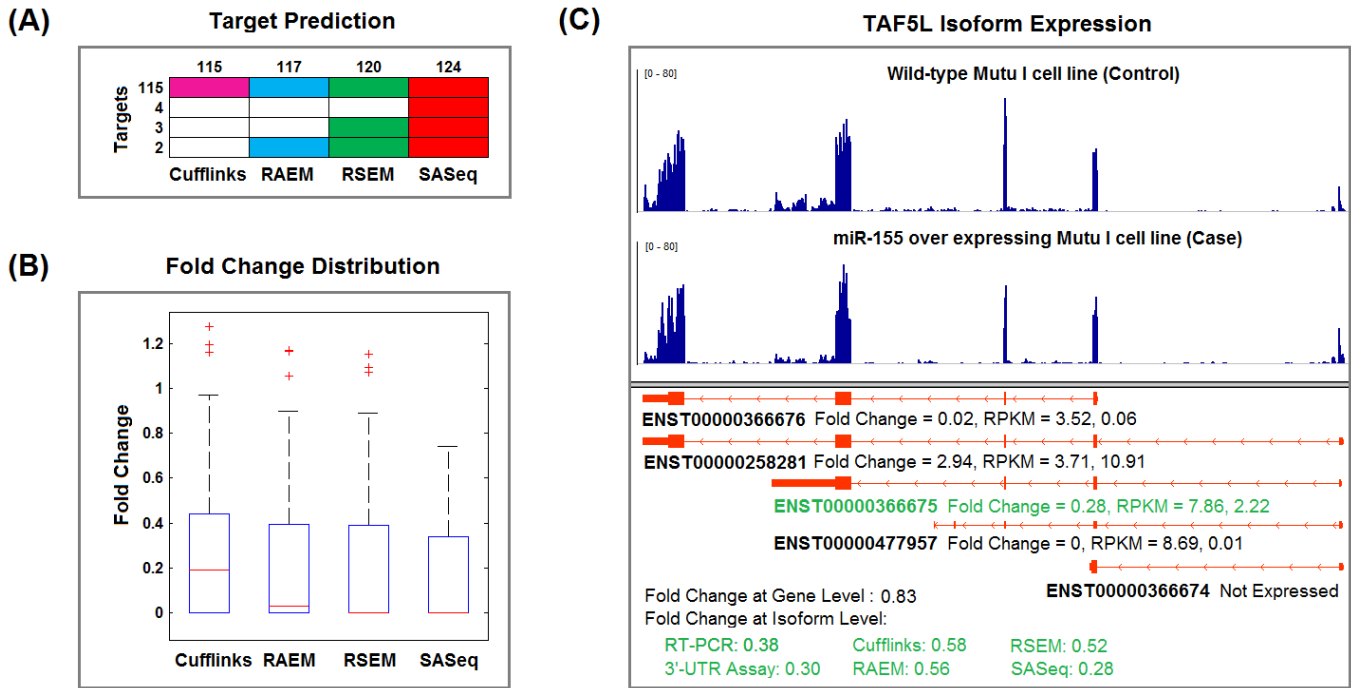 (A)
Target Prediction
115 117 120 124
Targets
115
4
3
2
Cufflinks RAEM RSEM SASeq
(B)
Fold Change Distribution
Fold Change
1.2
1
0.8
0.6
0.4
0.2
0
Cufflinks RAEM RSEM SASeq
(C)
TAF5L Isoform Expression
[0 - 80]
Wild-type Mutu I cell line (Control)
[0 - 80]
miR-155 over expressing Mutu I cell line (Case)
ENST00000366676 Fold Change = 0.02, RPKM = 3.52, 0.06
ENST00000258281 Fold Change = 2.94, RPKM = 3.71, 10.91
ENST00000366675 Fold Change = 0.28, RPKM = 7.86, 2.22
ENST00000477957 Fold Change = 0, RPKM = 8.69, 0.01
ENST00000366674 Not Expressed
Fold Change at Gene Level : 0.83
Fold Change at Isoform Level:
RT-PCR: 0.38 Cufflinks: 0.58 RSEM: 0.52
3'-UTR Assay: 0.30 RAEM: 0.56 SASeq: 0.28